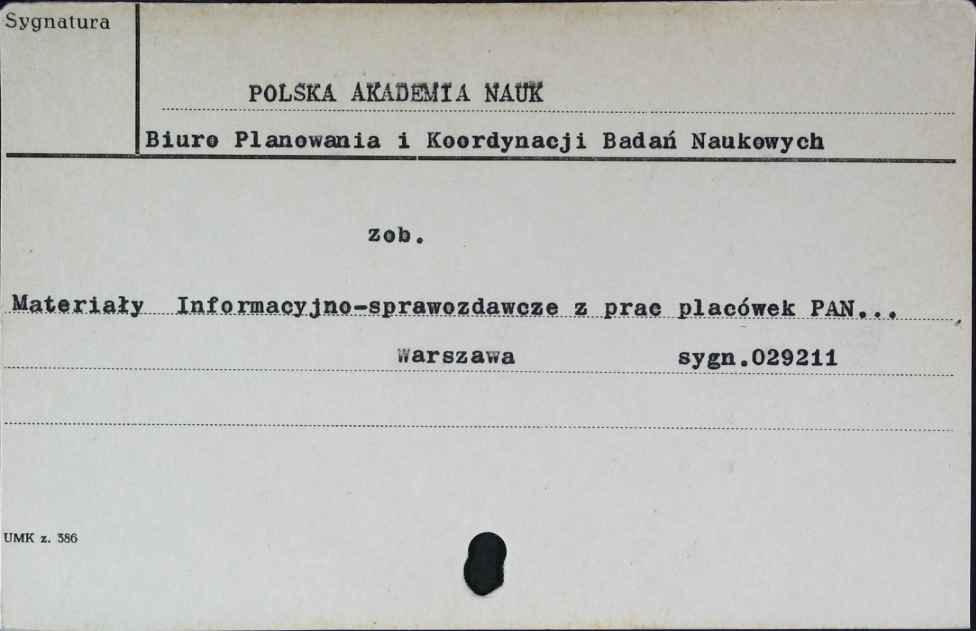 Sygnatura
POLSKA AKADEMIA NAUK
Biuro Planowania i Koordynacji Badań Naukowych
zob.
Materiały Informacyjno-sprawozdawcze z prac placówek PAN...
Warszawa sygn.029211
UMK z. 386